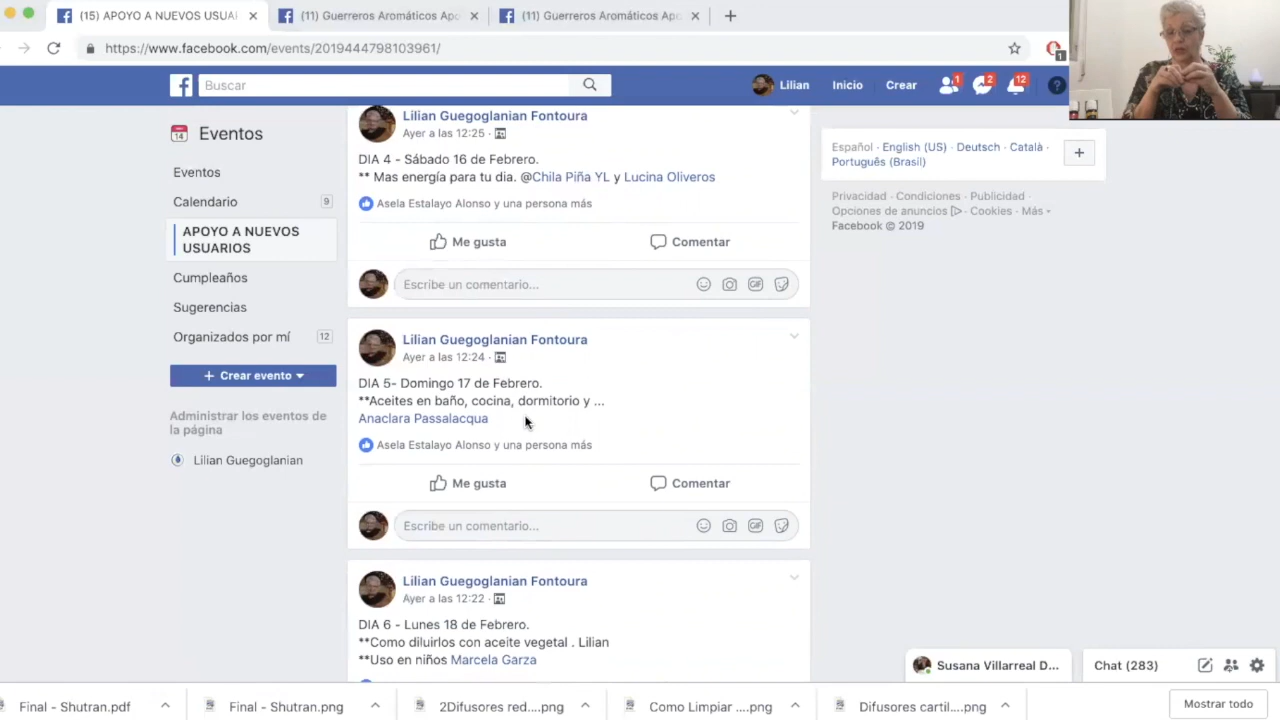 (15) APOYO A NUEVOS USUA
(11) Guerreros Aromáticos Apo
(11) Guerreros Aromáticos Apo
https://www.facebook.com/events/2019444798103961/
1
Buscar
Lilian
Inicio
Crear
1
2
12
14
Eventos
Eventos
Calendario
9
APOYO A NUEVOS
USUARIOS
Cumpleaños
Sugerencias
Organizados por mí
12
+ Crear evento
Administrar los eventos de
la página
Lilian Guegoglanian
Lilian Guegoglanian Fontoura
Ayer a las 12:25 ·
DIA 4 - Sábado 16 de Febrero.
** Mas energía para tu dia. @Chila Piña YL y Lucina Oliveros
Asela Estalayo Alonso y una persona más
Me gusta
Comentar
Escribe un comentario...
GIF
Lilian Guegoglanian Fontoura
Ayer a las 12:24 ·
DIA 5- Domingo 17 de Febrero.
**Aceites en baño, cocina, dormitorio y ...
Anaclara Passalacqua
Asela Estalayo Alonso y una persona más
Me gusta
Comentar
Escribe un comentario...
GIF
Lilian Guegoglanian Fontoura
Ayer a las 12:22 ·
DIA 6 - Lunes 18 de Febrero.
**Como diluirlos con aceite vegetal . Lilian
**Uso en niños Marcela Garza
Español · English (US) · Deutsch · Català ·
Português (Brasil)
Privacidad · Condiciones · Publicidad ·
Opciones de anuncios · Cookies · Más
Facebook © 2019
Susana Villarreal D...
Chat (283)
Final - Shutran.pdf
Final - Shutran.png
2Difusores red....png
Como Limpiar ....png
Difusores cartil....png
Mostrar todo